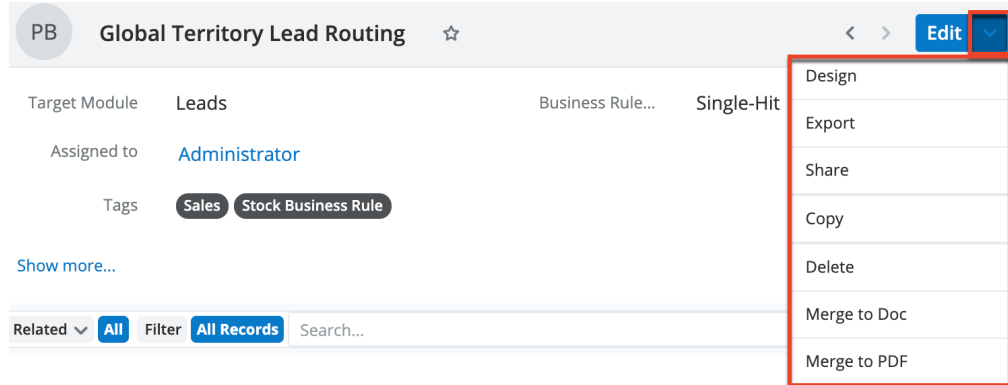 PB Global Territory Lead Routing Edit
Design
Target Module Leads Business Rule... Single-Hit
Export
Assigned to Administrator
Share
Tags Sales Stock Business Rule
Copy
Show more...
Delete
Merge to Doc
Related All Filter All Records Search...
Merge to PDF